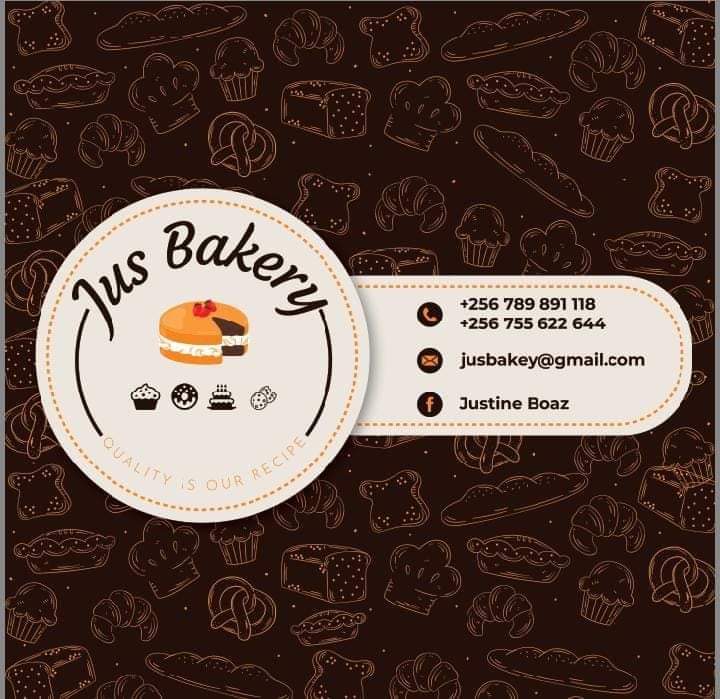 Jus Bakery
QUALITY iS OUR RECIPE
+256 789 891 118
+256 755 622 644
jusbakey@gmail.com
Justine Boaz